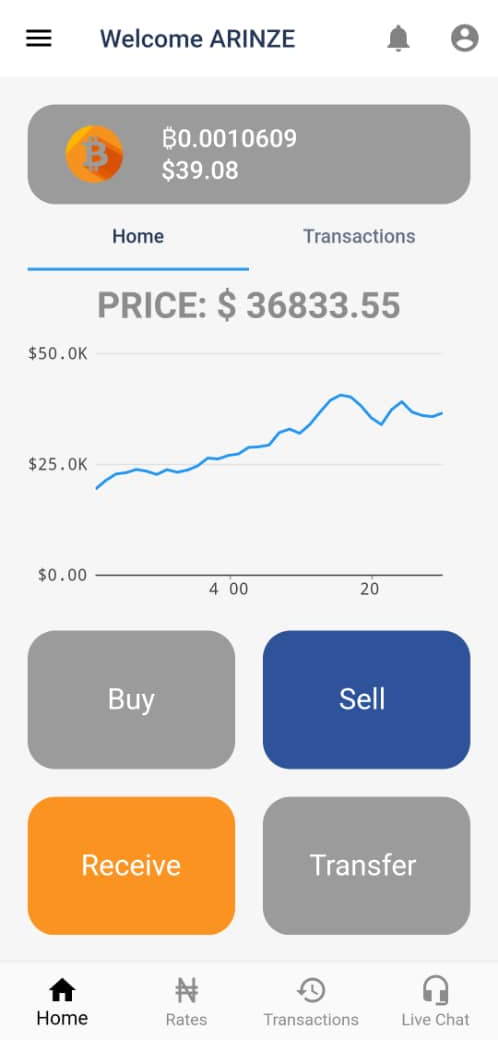 Welcome ARINZE
₿0.0010609
$39.08
Home Transactions
PRICE: $ 36833.55
$50.0K
$25.0K
$0.00
4 00 20
Buy Sell
Receive Transfer
Home Rates Transactions Live Chat